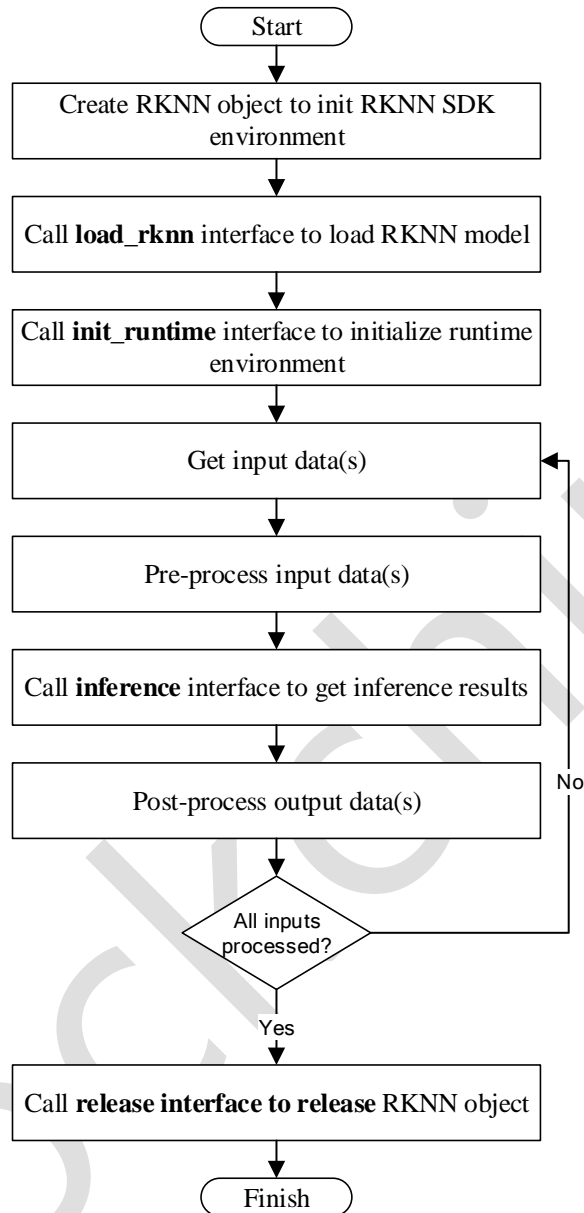 Start
Create RKNN object to init RKNN SDK
environment
Call load_rknn interface to load RKNN model
Call init_runtime interface to initialize runtime
environment
Get input data(s)
Pre-process input data(s)
Call inference interface to get inference results
Post-process output data(s)
No
All inputs
processed?
Yes
Call release interface to release RKNN object
Finish